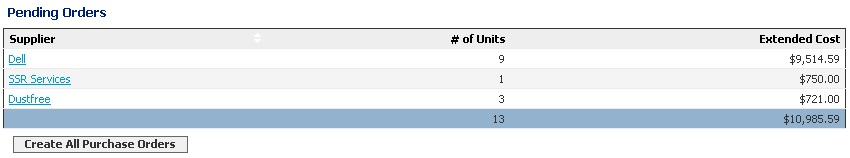 Pending Orders
Supplier # of Units Extended Cost
Dell 9 $9,514.59
SSR Services 1 $750.00
Dustfree 3 $721.00
13 $10,985.59
Create All Purchase Orders